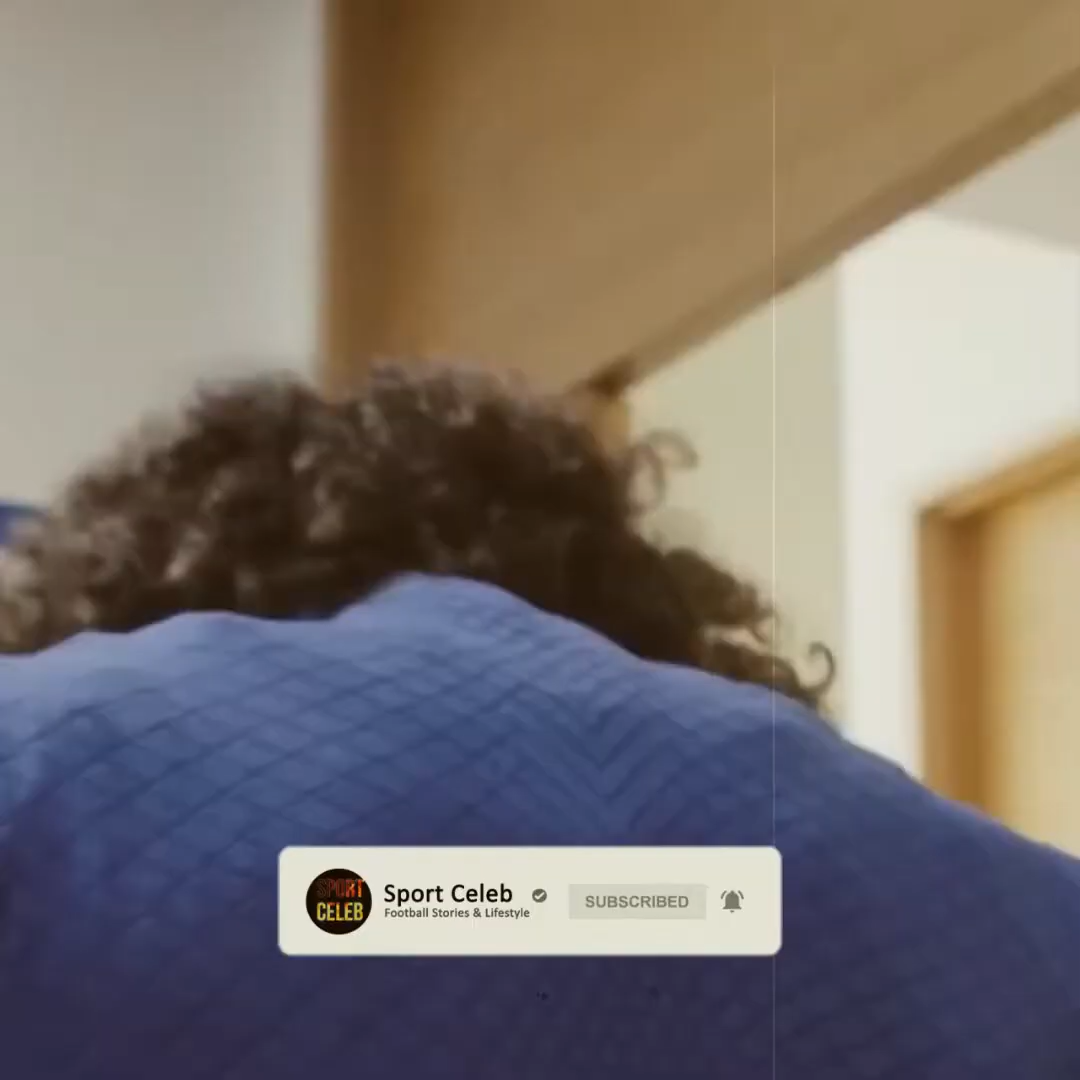 SPORT
CELEB
Sport Celeb
Football Stories & Lifestyle
SUBSCRIBED